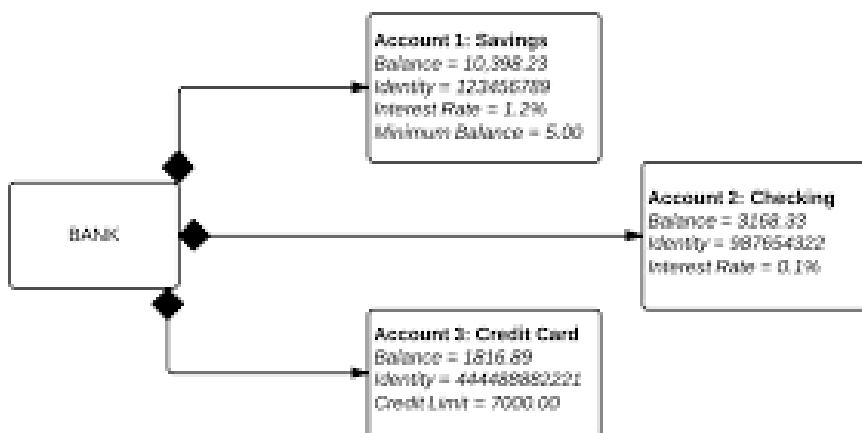 Account 1: Savings
Balance = 10,398.23
Identity = 123456789
Interest Rate = 1.2%
Minimum Balance = 5.00
BANK
Account 2: Checking
Balance = 3168.33
Identity = 987654322
Interest Rate = 0.1%
Account 3: Credit Card
Balance = 1816.89
Identity =
Credit Limit = 7000.00